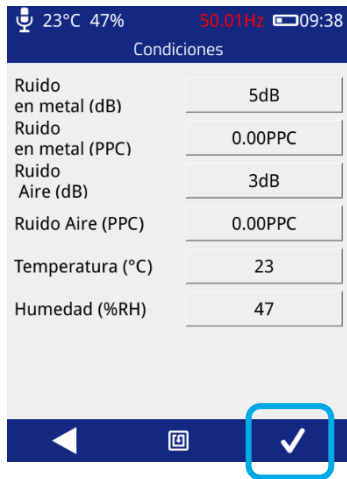 23°C 47% 50.01Hz 09:38
Condiciones
Ruido
en metal (dB) 5dB
Ruido
en metal (PPC) 0.00PPC
Ruido
Aire (dB) 3dB
Ruido Aire (PPC) 0.00PPC
Temperatura (°C) 23
Humedad (%RH) 47